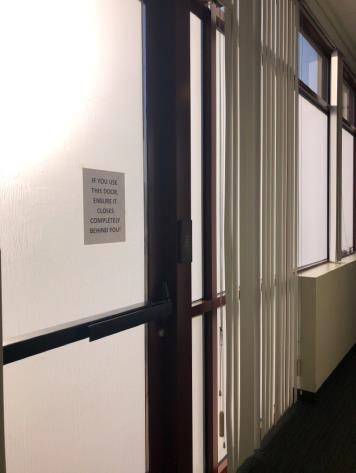 IF YOU USE
THIS DOOR,
ENSURE IT
CLOSES
COMPLETELY
BEHIND YOU!